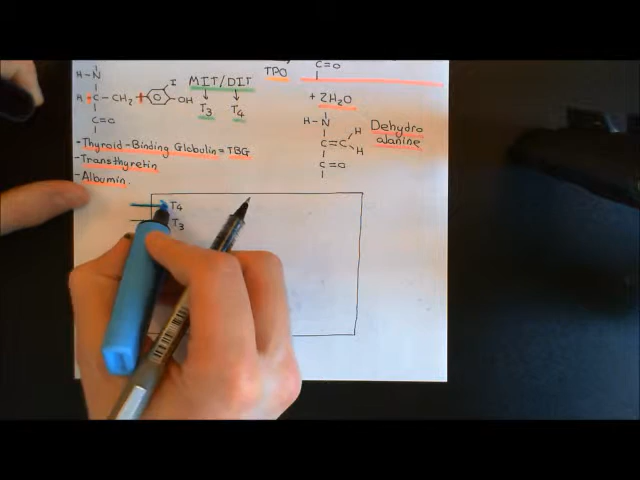 H-N
C-CH2
I
OH
C=O
MIT/DIT
T3 T4
TPO
C=O
+ 2H2O
H-N
C=C
H
H
C=O
Dehydro
alanine
-Thyroid-Binding Globulin = TBG
-Transthyretin
-Albumin.
T4
T3